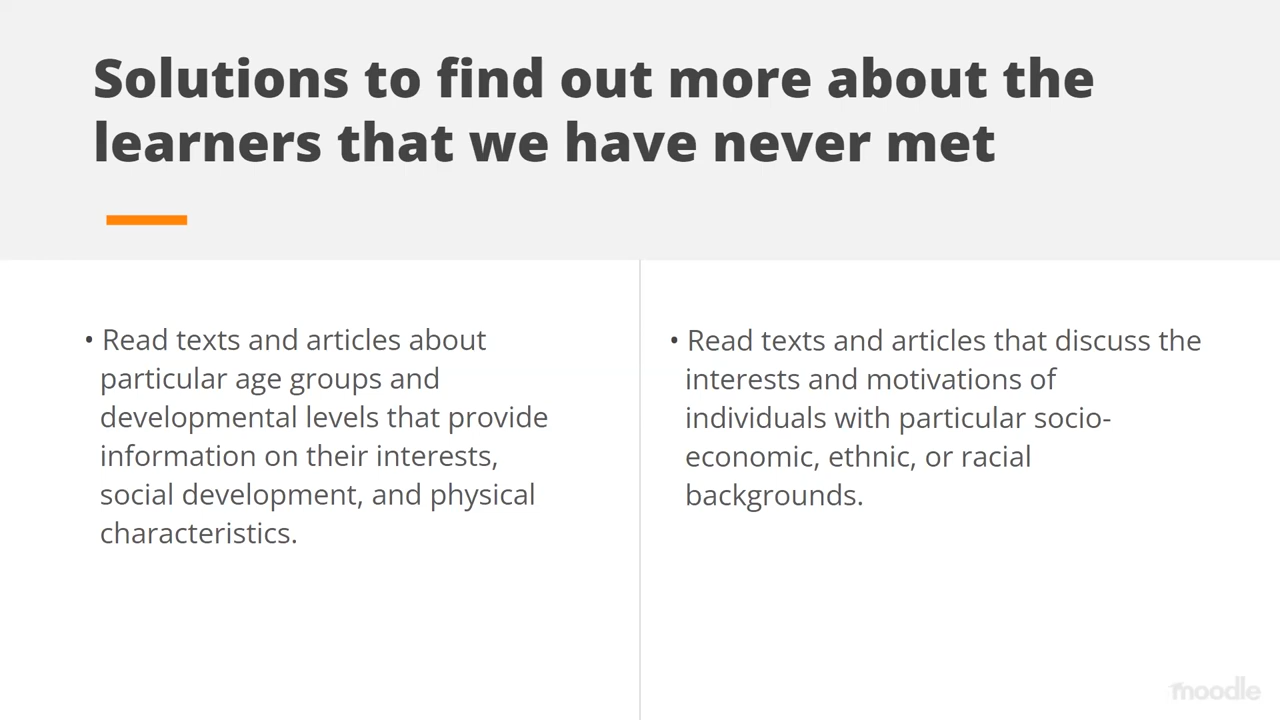 Solutions to find out more about the
learners that we have never met
• Read texts and articles about
particular age groups and
developmental levels that provide
information on their interests,
social development, and physical
characteristics.
• Read texts and articles that discuss the
interests and motivations of
individuals with particular socio-
economic, ethnic, or racial
backgrounds.
moodle